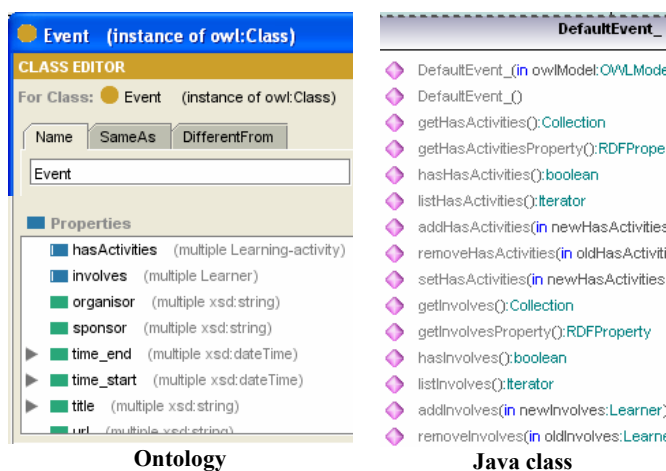 Event (instance of owl:Class)
CLASS EDITOR
For Class: Event (instance of owl:Class)
Name SameAs DifferentFrom
Event
Properties
hasActivities (multiple Learning-activity)
involves (multiple Learner)
organisor (multiple xsd:string)
sponsor (multiple xsd:string)
time_end (multiple xsd:dateTime)
time_start (multiple xsd:dateTime)
title (multiple xsd:string)
url (multiple xsd:string)
Ontology
DefaultEvent_
DefaultEvent_(in owlModel:OWLMode
DefaultEvent_()
getHasActivities():Collection
getHasActivitiesProperty():RDFPrope
hasHasActivities():boolean
listHasActivities():Iterator
addHasActivities(in newHasActivities
removeHasActivities(in oldHasActiviti
setHasActivities(in newHasActivities
getInvolves():Collection
getInvolvesProperty():RDFProperty
hasInvolves():boolean
listInvolves():Iterator
addInvolves(in newInvolves:Learner)
removeInvolves(in oldInvolves:Learne
Java class